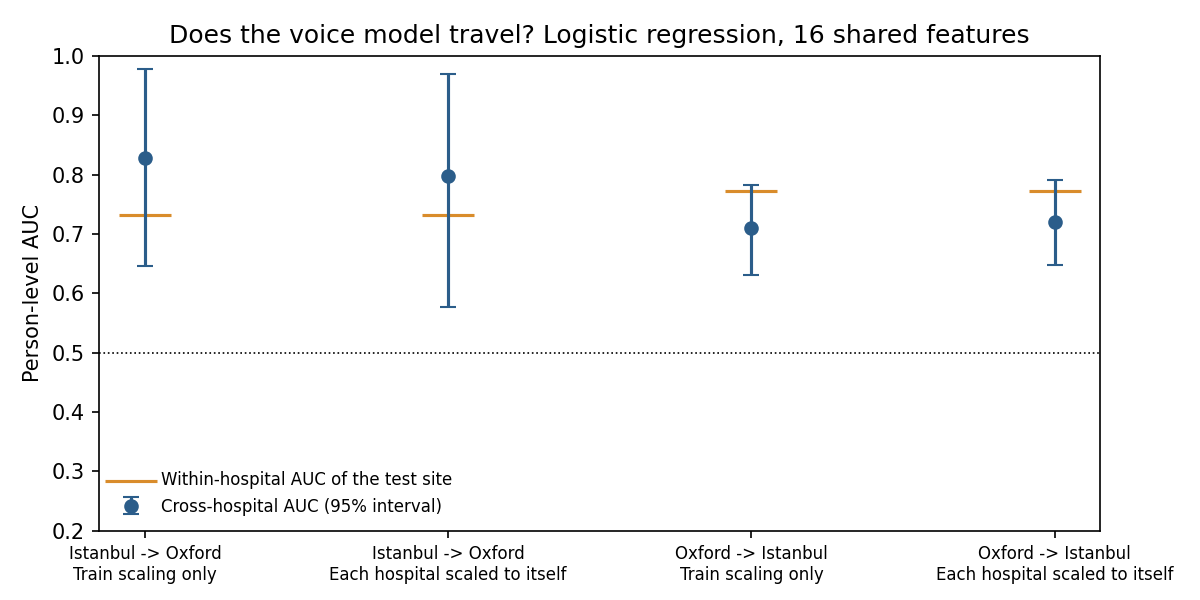 Does the voice model travel? Logistic regression, 16 shared features
Person-level AUC
1.0
0.9
0.8
0.7
0.6
0.5
0.4
0.3
0.2
Within-hospital AUC of the test site
Cross-hospital AUC (95% interval)
Istanbul -> Oxford
Train scaling only
Istanbul -> Oxford
Each hospital scaled to itself
Oxford -> Istanbul
Train scaling only
Oxford -> Istanbul
Each hospital scaled to itself